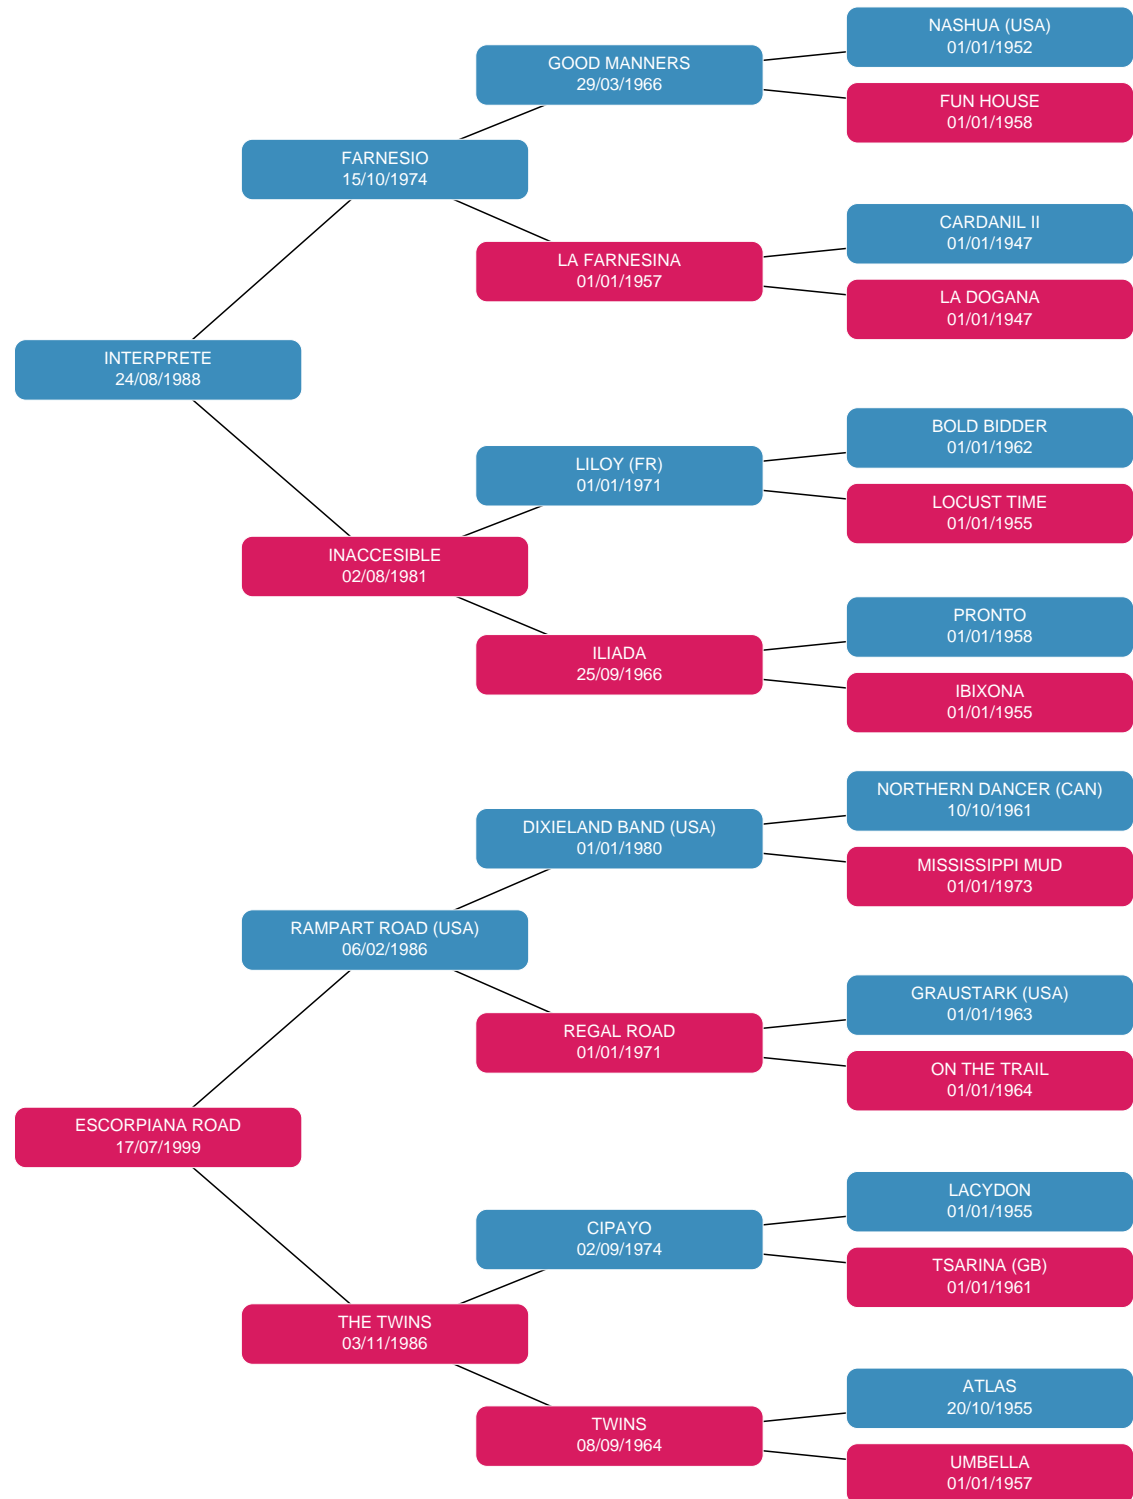 NASHUA (USA)
01/01/1952
GOOD MANNERS
29/03/1966
FUN HOUSE
01/01/1958
FARNESIO
15/10/1974
CARDANIL II
01/01/1947
LA FARNESINA
01/01/1957
LA DOGANA
01/01/1947
INTERPRETE
24/08/1988
BOLD BIDDER
01/01/1962
LILOY (FR)
01/01/1971
LOCUST TIME
01/01/1955
INACCESIBLE
02/08/1981
PRONTO
01/01/1958
ILIADA
25/09/1966
IBIXONA
01/01/1955
NORTHERN DANCER (CAN)
10/10/1961
DIXIELAND BAND (USA)
01/01/1980
MISSISSIPPI MUD
01/01/1973
RAMPART ROAD (USA)
06/02/1986
GRAUSTARK (USA)
01/01/1963
REGAL ROAD
01/01/1971
ON THE TRAIL
01/01/1964
ESCORPIANA ROAD
17/07/1999
LACYDON
01/01/1955
CIPAYO
02/09/1974
TSARINA (GB)
01/01/1961
THE TWINS
03/11/1986
ATLAS
20/10/1955
TWINS
08/09/1964
UMBELLA
01/01/1957